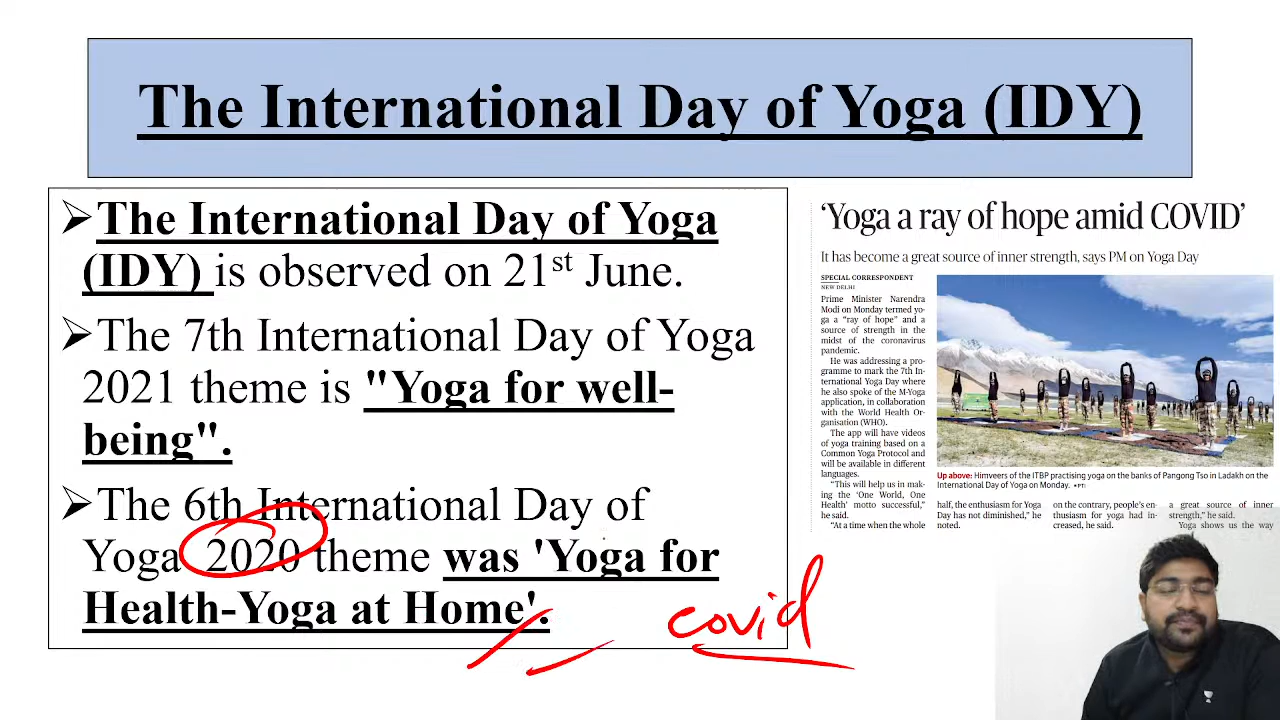 The International Day of Yoga (IDY)
➢The International Day of Yoga
(IDY) is observed on 21st June.
➢The 7th International Day of Yoga
2021 theme is "Yoga for well-
being".
➢The 6th International Day of
Yoga 2020 theme was 'Yoga for
Health-Yoga at Home'.
covid
‘Yoga a ray of hope amid COVID’
It has become a great source of inner strength, says PM on Yoga Day
SPECIAL CORRESPONDENT
NEW DELHI
Prime Minister Narendra
Modi on Monday termed yo-
ga a “ray of hope” and a
source of strength in the
midst of the coronavirus
pandemic.
He was addressing a pro-
gramme to mark the 7th In-
ternational Yoga Day where
he also spoke of the M-Yoga
application, in collaboration
with the World Health Or-
ganisation (WHO).
The app will have videos
of yoga training based on a
Common Yoga Protocol and
will be available in different
languages.
“This will help us in mak-
ing the ‘One World, One
Health’ motto successful,”
he said.
“At a time when the whole
Up above: Himveers of the ITBP practising yoga on the banks of Pangong Tso in Ladakh on the
International Day of Yoga on Monday. •PTI
half, the enthusiasm for Yoga
Day has not diminished,” he
noted.
on the contrary, people’s en-
thusiasm for yoga had in-
creased, he said.
a great source of inner
strength,” he said.
Yoga shows us the way